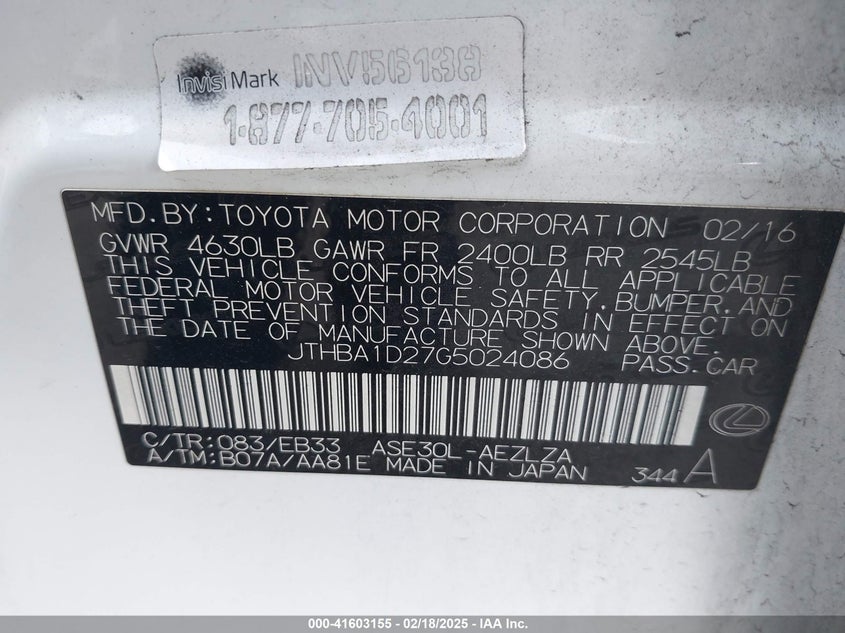 InvisiMark INV56138
1-877-705-4001
MFD.BY:TOYOTA MOTOR CORPORATION 02/16
GVWR 4630LB GAWR FR 2400LB RR 2545LB
THIS VEHICLE CONFORMS TO ALL APPLICABLE
FEDERAL MOTOR VEHICLE SAFETY, BUMPER, AND
THEFT PREVENTION STANDARDS IN EFFECT ON
THE DATE OF MANUFACTURE SHOWN ABOVE.
JTHBA1D27G5024086 PASS.CAR
C/TR:083/EB33 ASE30L-AEZLZA
A/TM:B07A/AA81E MADE IN JAPAN 344 A
000-41603155 - 02/18/2025 - IAA Inc.